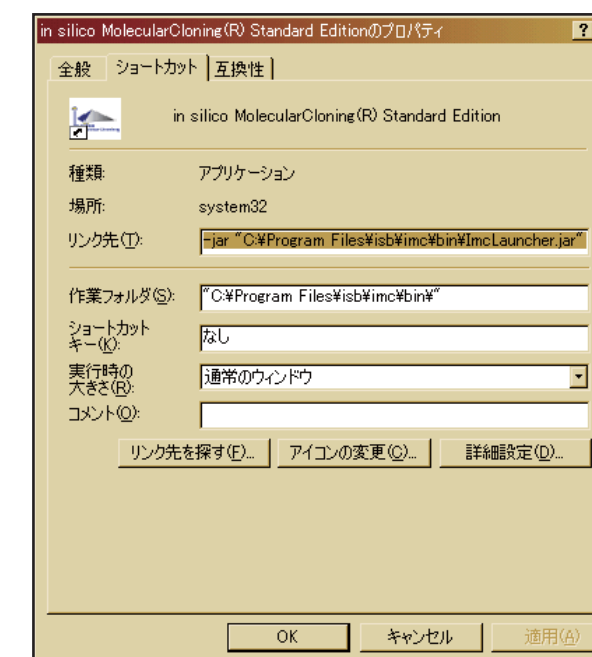 in silico MolecularCloning(R) Standard Editionのプロパティ ?
全般 ショートカット 互換性
in silico MolecularCloning(R) Standard Edition
種類: アプリケーション
場所: system32
リンク先(T): -jar "C:¥Program Files¥isb¥imc¥bin¥ImcLauncher.jar"
作業フォルダ(S): "C:¥Program Files¥isb¥imc¥bin¥"
ショートカット
キー(K): なし
実行時の
大きさ(R): 通常のウィンドウ
コメント(O):
リンク先を探す(F)... アイコンの変更(C)... 詳細設定(D)...
OK キャンセル 適用(A)